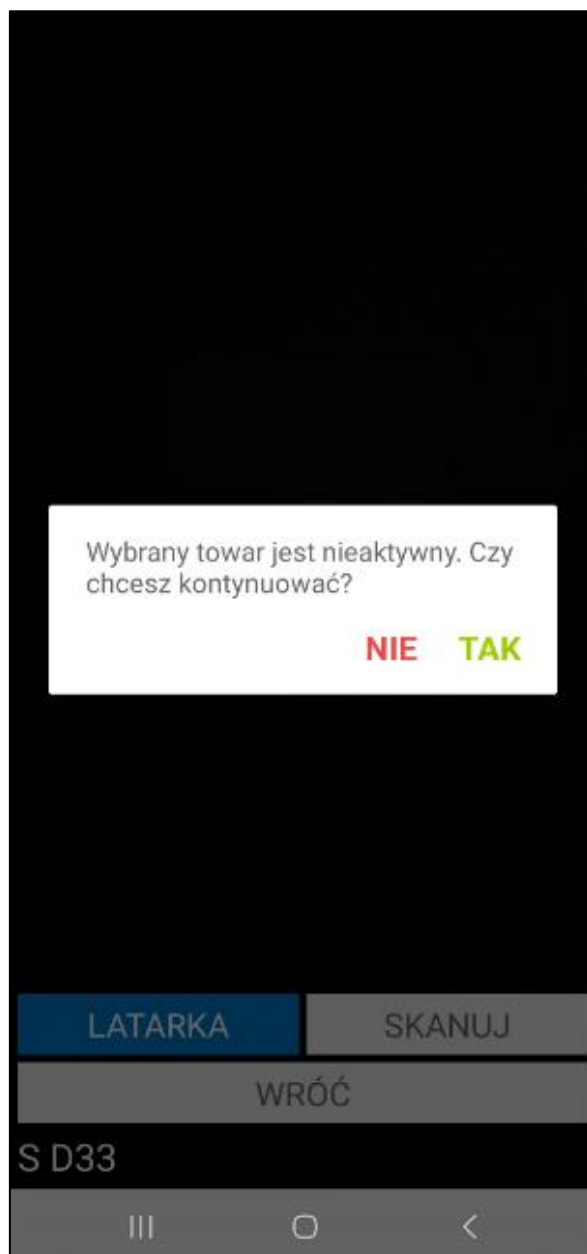 Wybrany towar jest nieaktywny. Czy
chcesz kontynuować?
NIE TAK
LATARKA SKANUJ
WRÓĆ
S D33